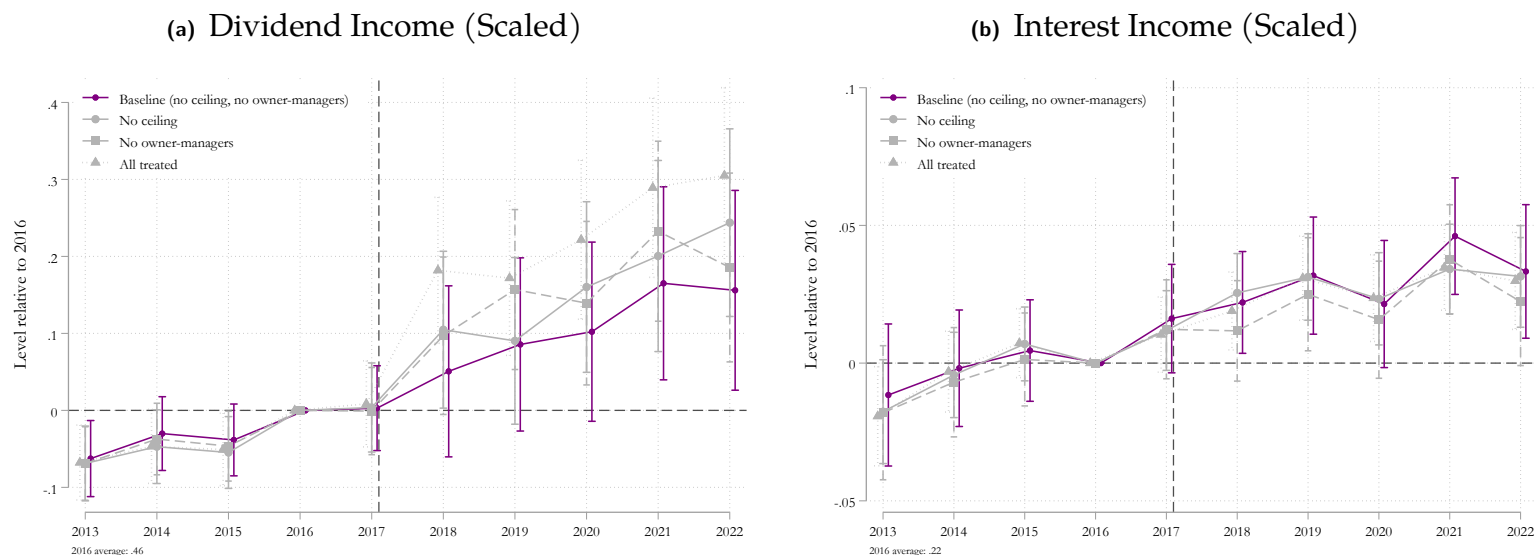 (a) Dividend Income (Scaled)
Baseline (no ceiling, no owner-managers)
No ceiling
No owner-managers
All treated
Level relative to 2016
.4
.3
.2
.1
0
-.1
2013 2014 2015 2016 2017 2018 2019 2020 2021 2022
2016 average: .46
(b) Interest Income (Scaled)
Baseline (no ceiling, no owner-managers)
No ceiling
No owner-managers
All treated
Level relative to 2016
.1
.05
0
-.05
2013 2014 2015 2016 2017 2018 2019 2020 2021 2022
2016 average: .22